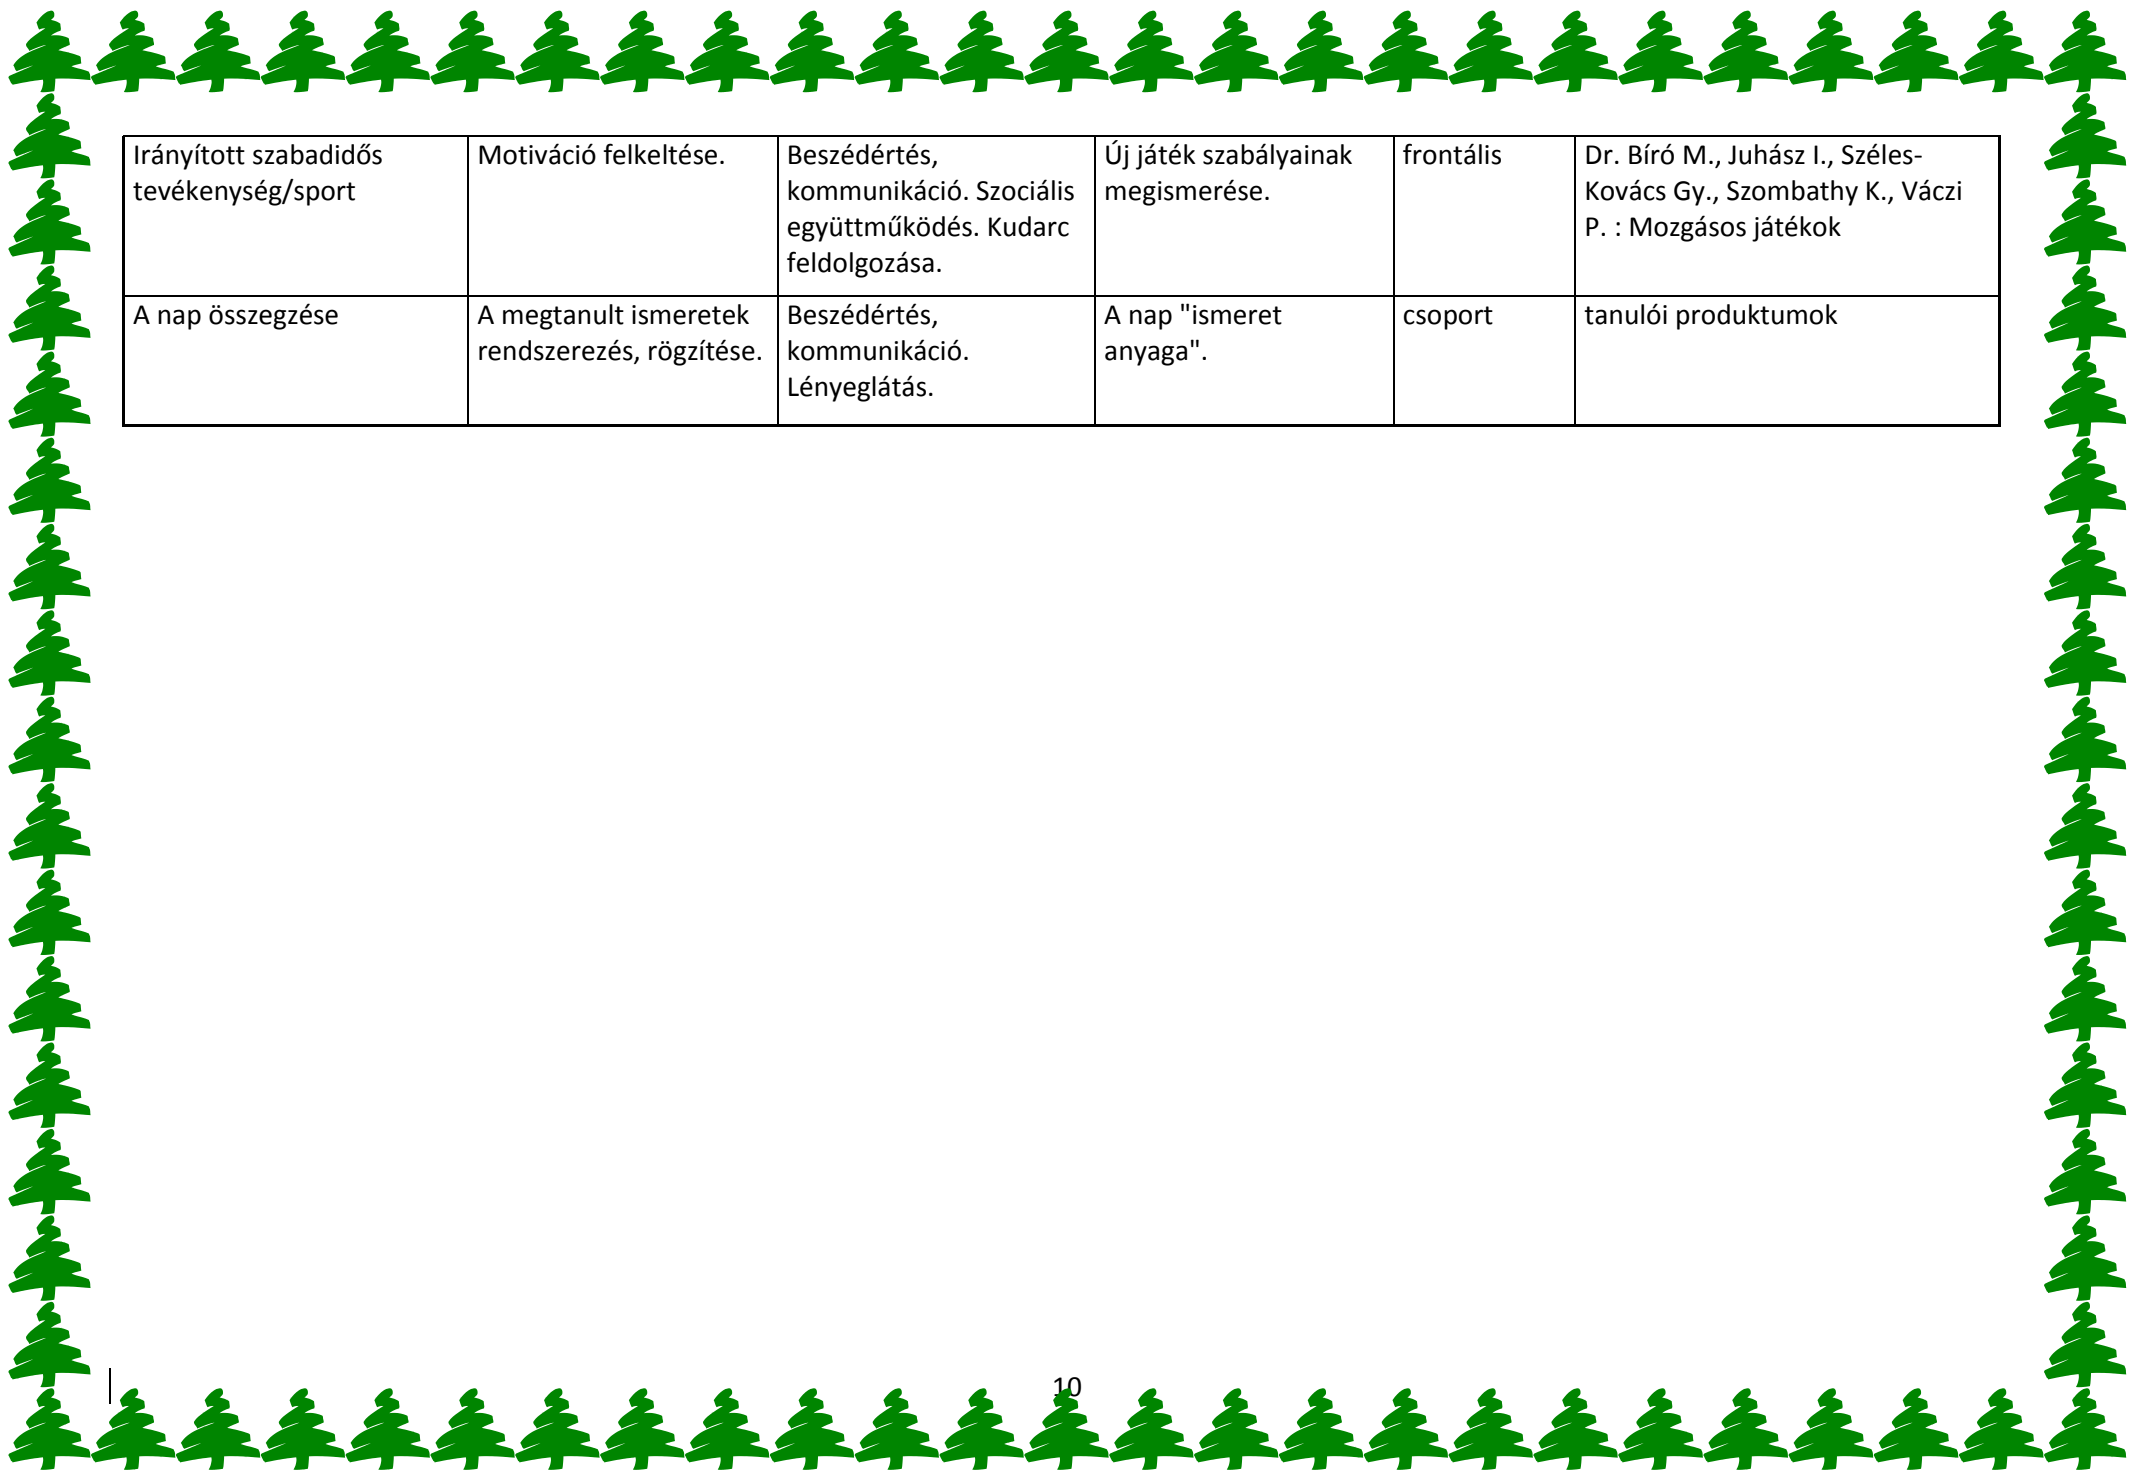 Irányított szabadidős
tevékenység/sport
Motiváció felkeltése.
Beszédértés,
kommunikáció. Szociális
együttműködés. Kudarc
feldolgozása.
Új játék szabályainak
megismerése.
frontális
Dr. Bíró M., Juhász I., Széles-
Kovács Gy., Szombathy K., Váczi
P. : Mozgásos játékok
A nap összegzése
A megtanult ismeretek
rendszerezés, rögzítése.
Beszédértés,
kommunikáció.
Lényeglátás.
A nap "ismeret
anyaga".
csoport
tanulói produktumok
10